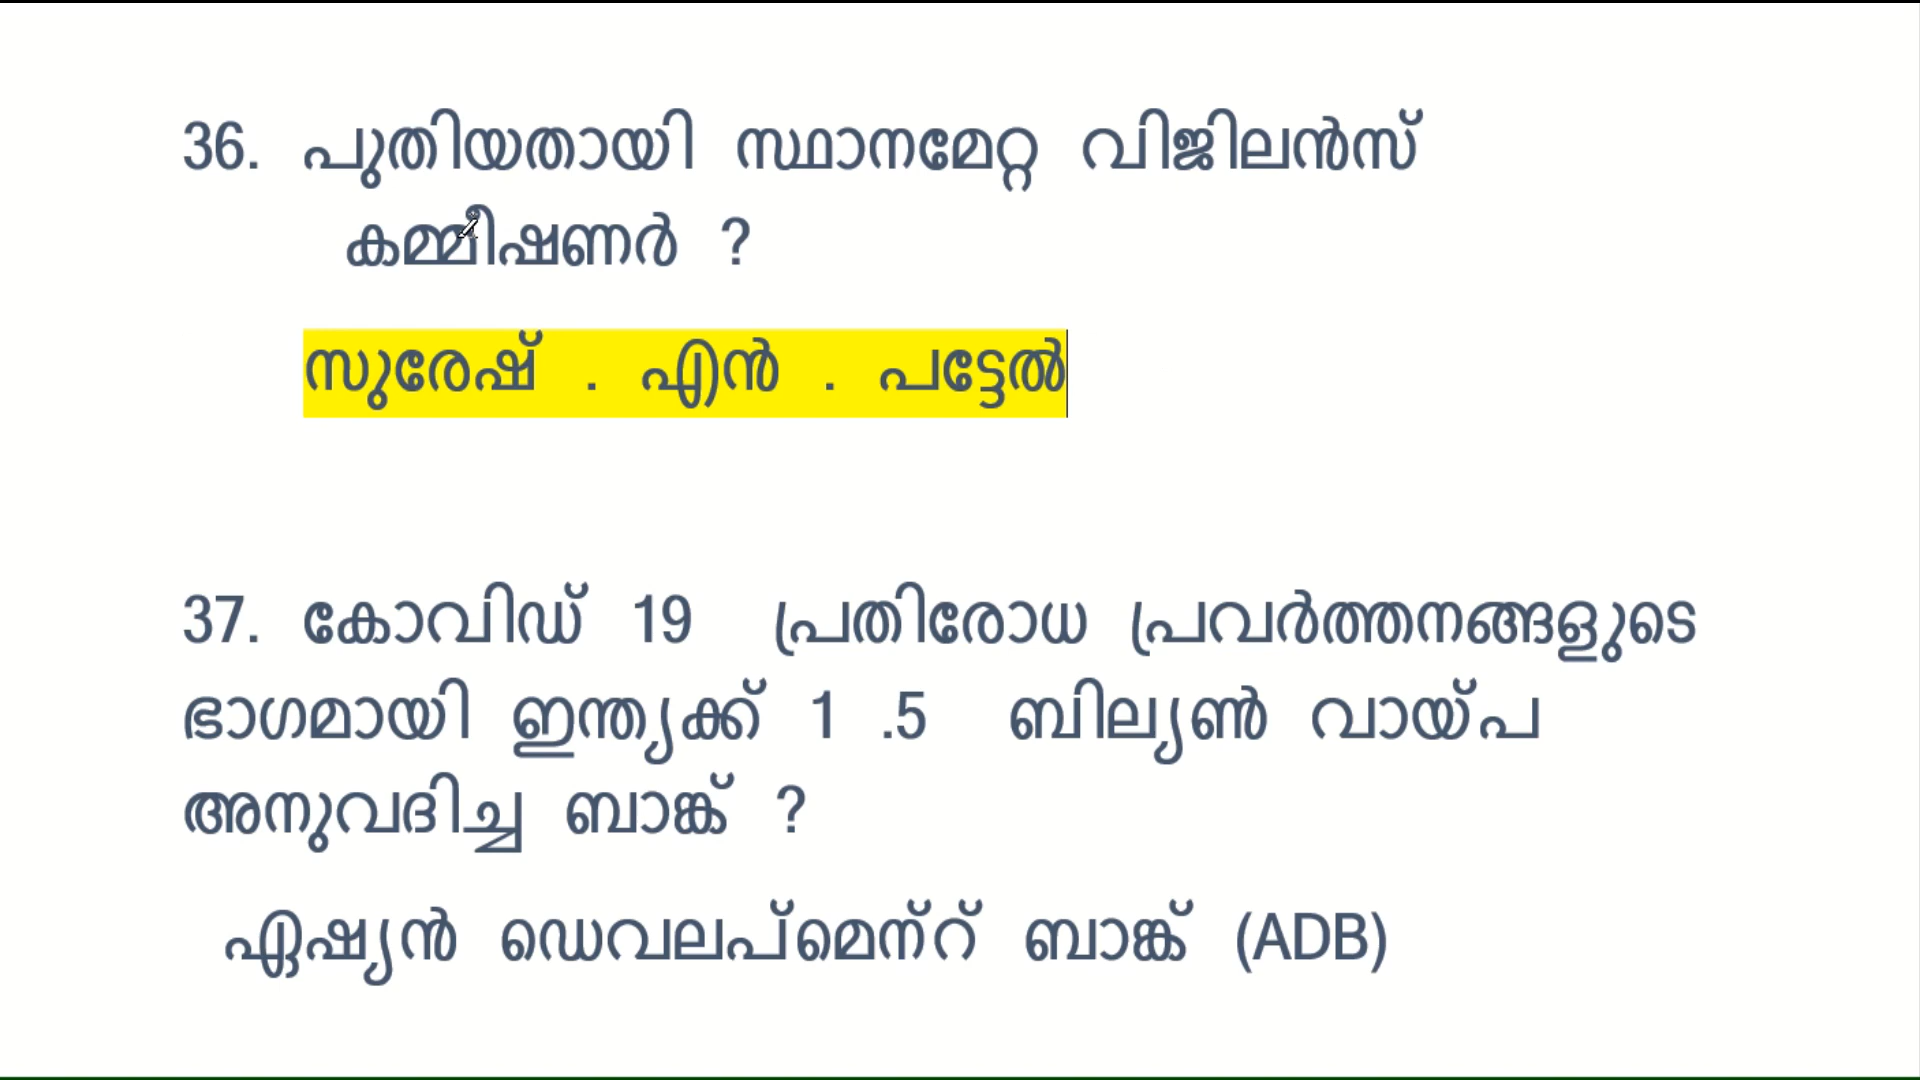 36. പുതിയതായി സ്ഥാനമേറ്റ വിജിലൻസ്
കമ്മീഷണർ ?
സുരേഷ് . എൻ . പട്ടേൽ
37. കോവിഡ് 19 പ്രതിരോധ പ്രവർത്തനങ്ങളുടെ
ഭാഗമായി ഇന്ത്യക്ക് 1 .5 ബില്യൺ വായ്പ
അനുവദിച്ച ബാങ്ക് ?
ഏഷ്യൻ ഡെവലപ്മെന്റ് ബാങ്ക് (ADB)